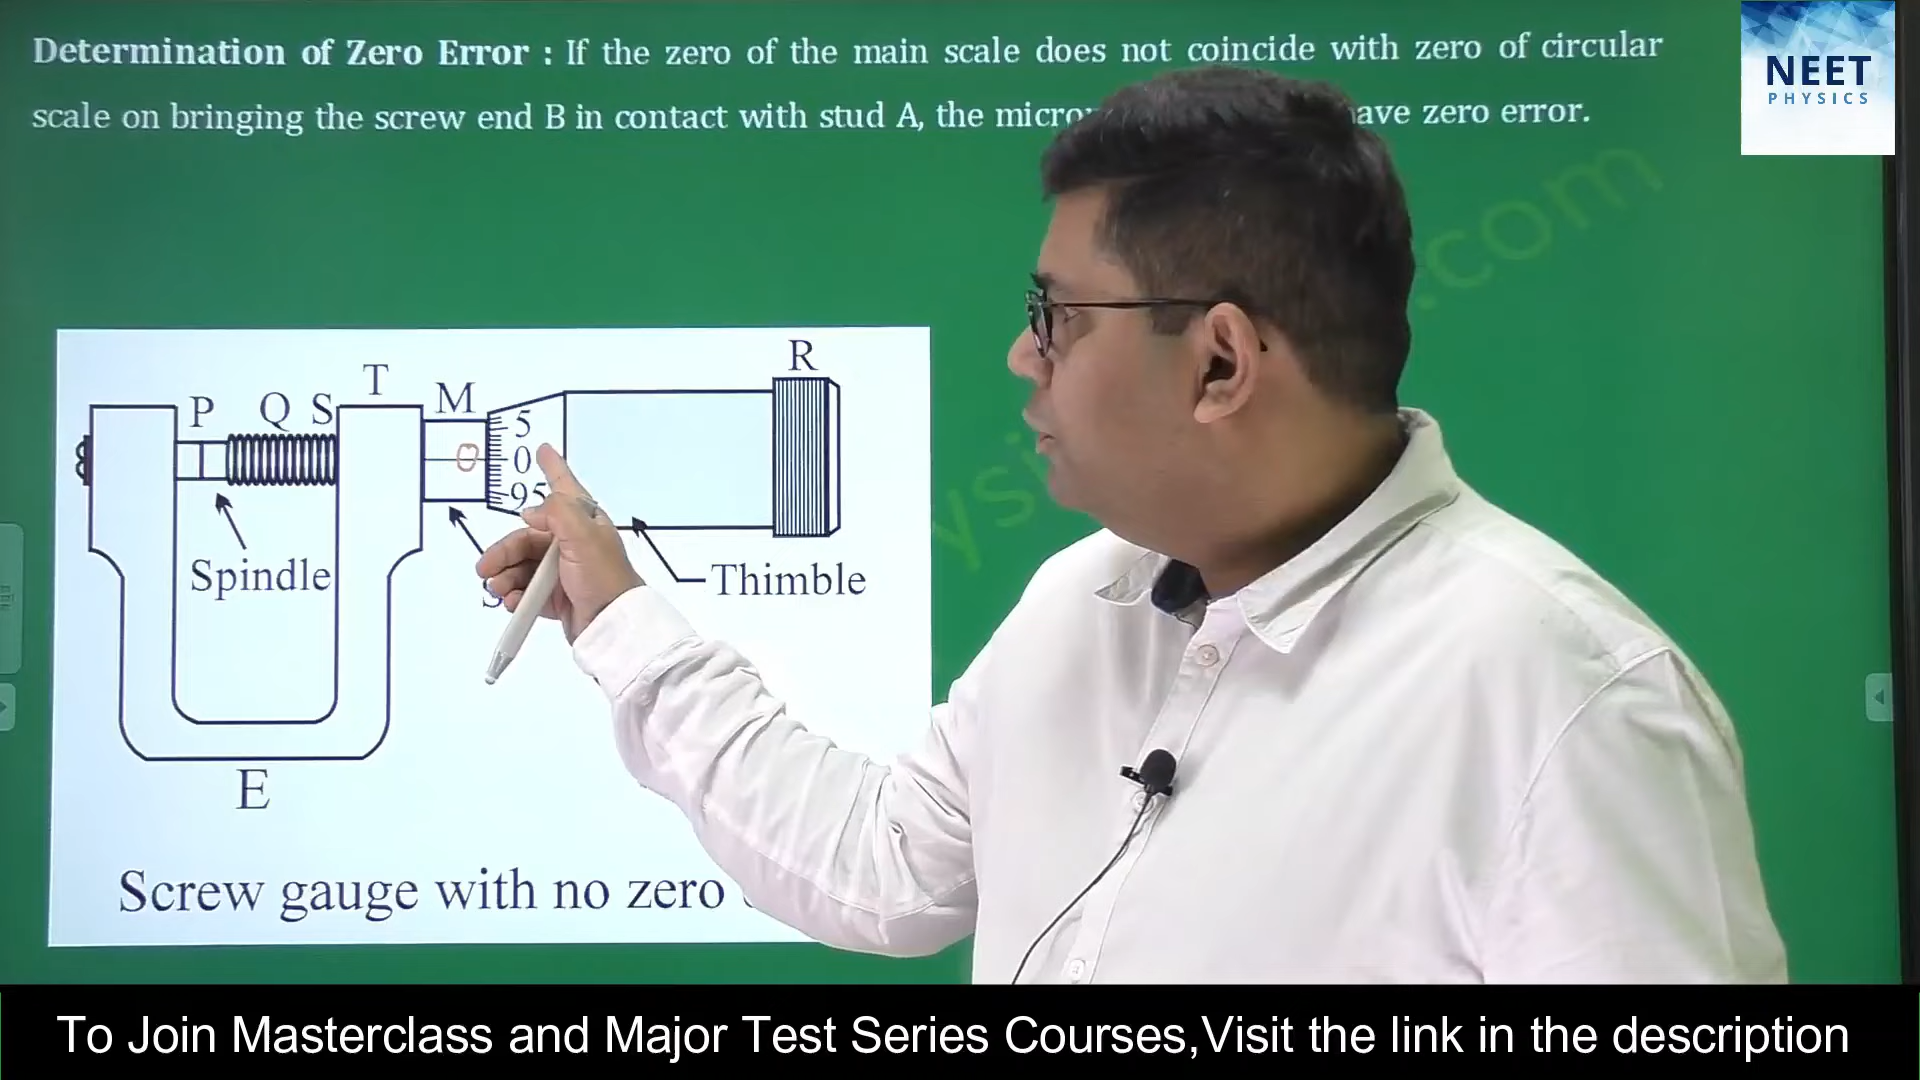 Determination of Zero Error : If the zero of the main scale does not coincide with zero of circular
scale on bringing the screw end B in contact with stud A, the zero error.
NEET
PHYSICS
.com
R
T
P Q S M
5
0 0
95
Spindle
Thimble
E
Screw gauge with no zero
To Join Masterclass and Major Test Series Courses,Visit the link in the description